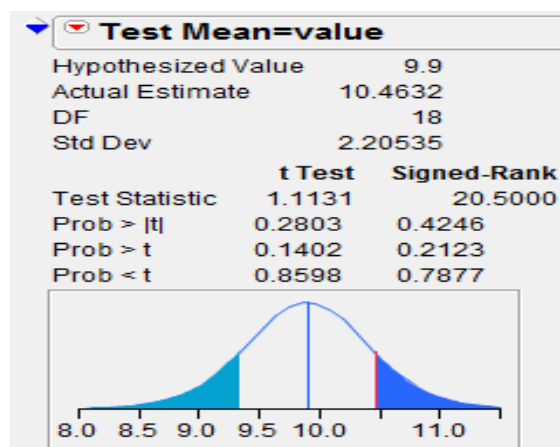 Test Mean=value
Hypothesized Value 9.9
Actual Estimate 10.4632
DF 18
Std Dev 2.20535
t Test Signed-Rank
Test Statistic 1.1131 20.5000
Prob > |t| 0.2803 0.4246
Prob > t 0.1402 0.2123
Prob < t 0.8598 0.7877
8.0 8.5 9.0 9.5 10.0 11.0